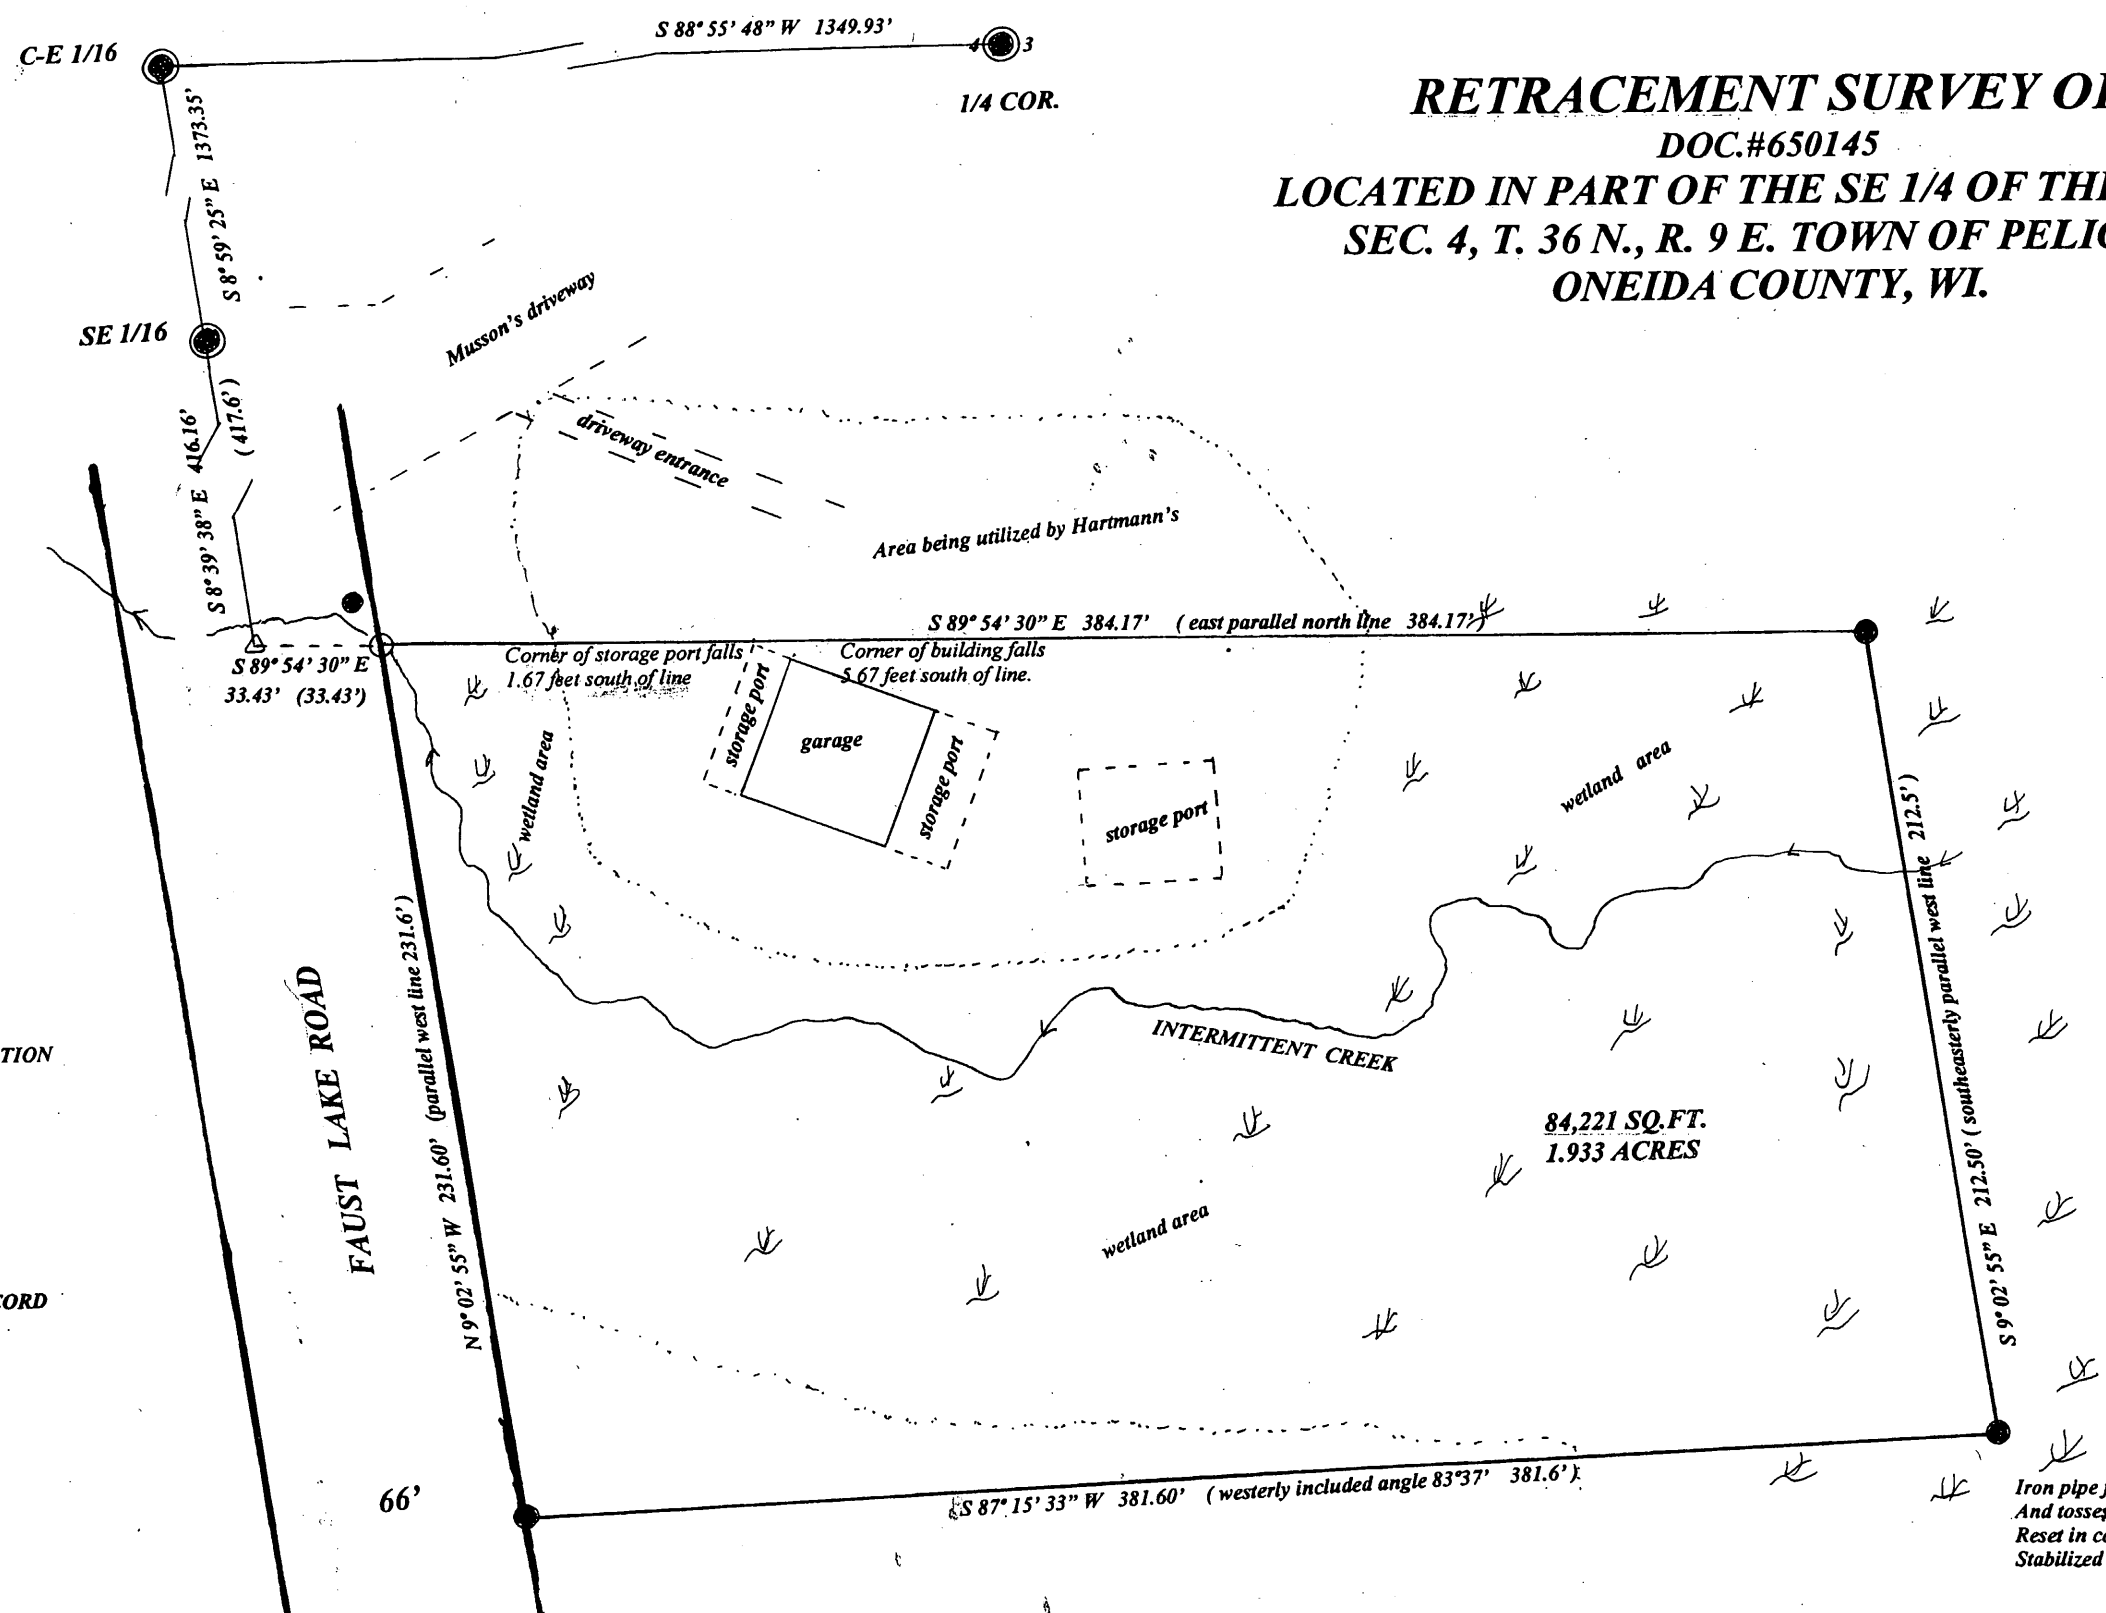 S 88° 55' 48" W 1349.93'
C-E 1/16
4
3
1/4 COR.
S 8° 59' 25" E 1373.35'
RETRACEMENT SURVEY
DOC.#650145
LOCATED IN PART OF THE SE 1/4 OF
SEC. 4, T. 36 N., R. 9 E. TOWN OF
ONEIDA COUNTY, WI.
SE 1/16
Musson's driveway
driveway entrance
S 8° 39' 38" E 416.16'
( 417.6')
Area being utilized by Hartmann's
S 89° 54' 30" E 384.17' ( east parallel north line 384.17')
S 89° 54' 30" E
33.43' (33.43')
Corner of storage port falls
1.67 feet south of line
Corner of building falls
5.67 feet south of line.
storage port
garage
storage port
storage port
wetland area
wetland area
S 9° 02' 55" E 212.50' ( southeasterly parallel west line 212.5')
N 9° 02' 55" W 231.60' (parallel west line 231.6')
FAUST LAKE ROAD
INTERMITTENT CREEK
84,221 SQ.FT.
1.933 ACRES
wetland area
TION
CORD
66'
S 87° 15' 33" W 381.60' ( westerly included angle 83°37' 381.6').
Iron pipe
And
Reset in
Stabilized